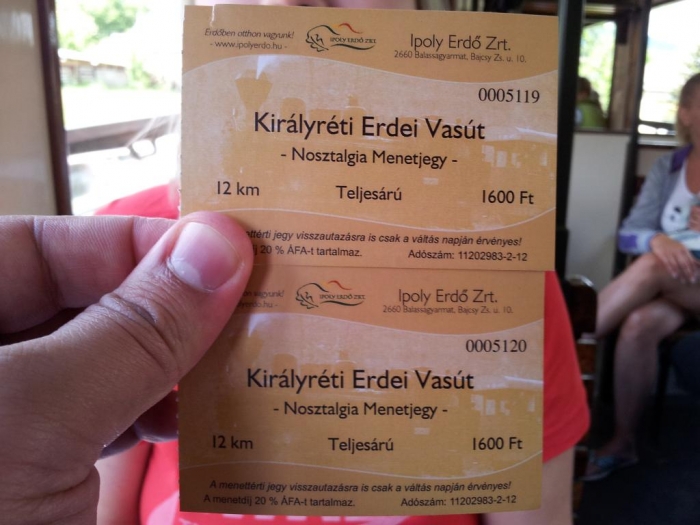 Erdőben otthon vagyunk!
- www.ipolyerdo.hu -
IPOLY ERDŐ ZRT.
Ipoly Erdő Zrt.
2660 Balassagyarmat, Bajcsy Zs. u. 10.
0005119
Királyréti Erdei Vasút
- Nosztalgia Menetjegy -
12 km Teljesárú 1600 Ft
jegy visszautazásra is csak a váltás napján érvényes!
20 % ÁFA-t tartalmaz. Adószám: 11202983-2-12
vagyunk!
IPOLY ERDŐ ZRT.
Ipoly Erdő Zrt.
2660 Balassagyarmat, Bajcsy Zs. u. 10.
0005120
Királyréti Erdei Vasút
- Nosztalgia Menetjegy -
12 km Teljesárú 1600 Ft
A menettérti jegy visszautazásra is csak a váltás napján érvényes!
A menetdíj 20 % ÁFA-t tartalmaz. Adószám: 11202983-2-12